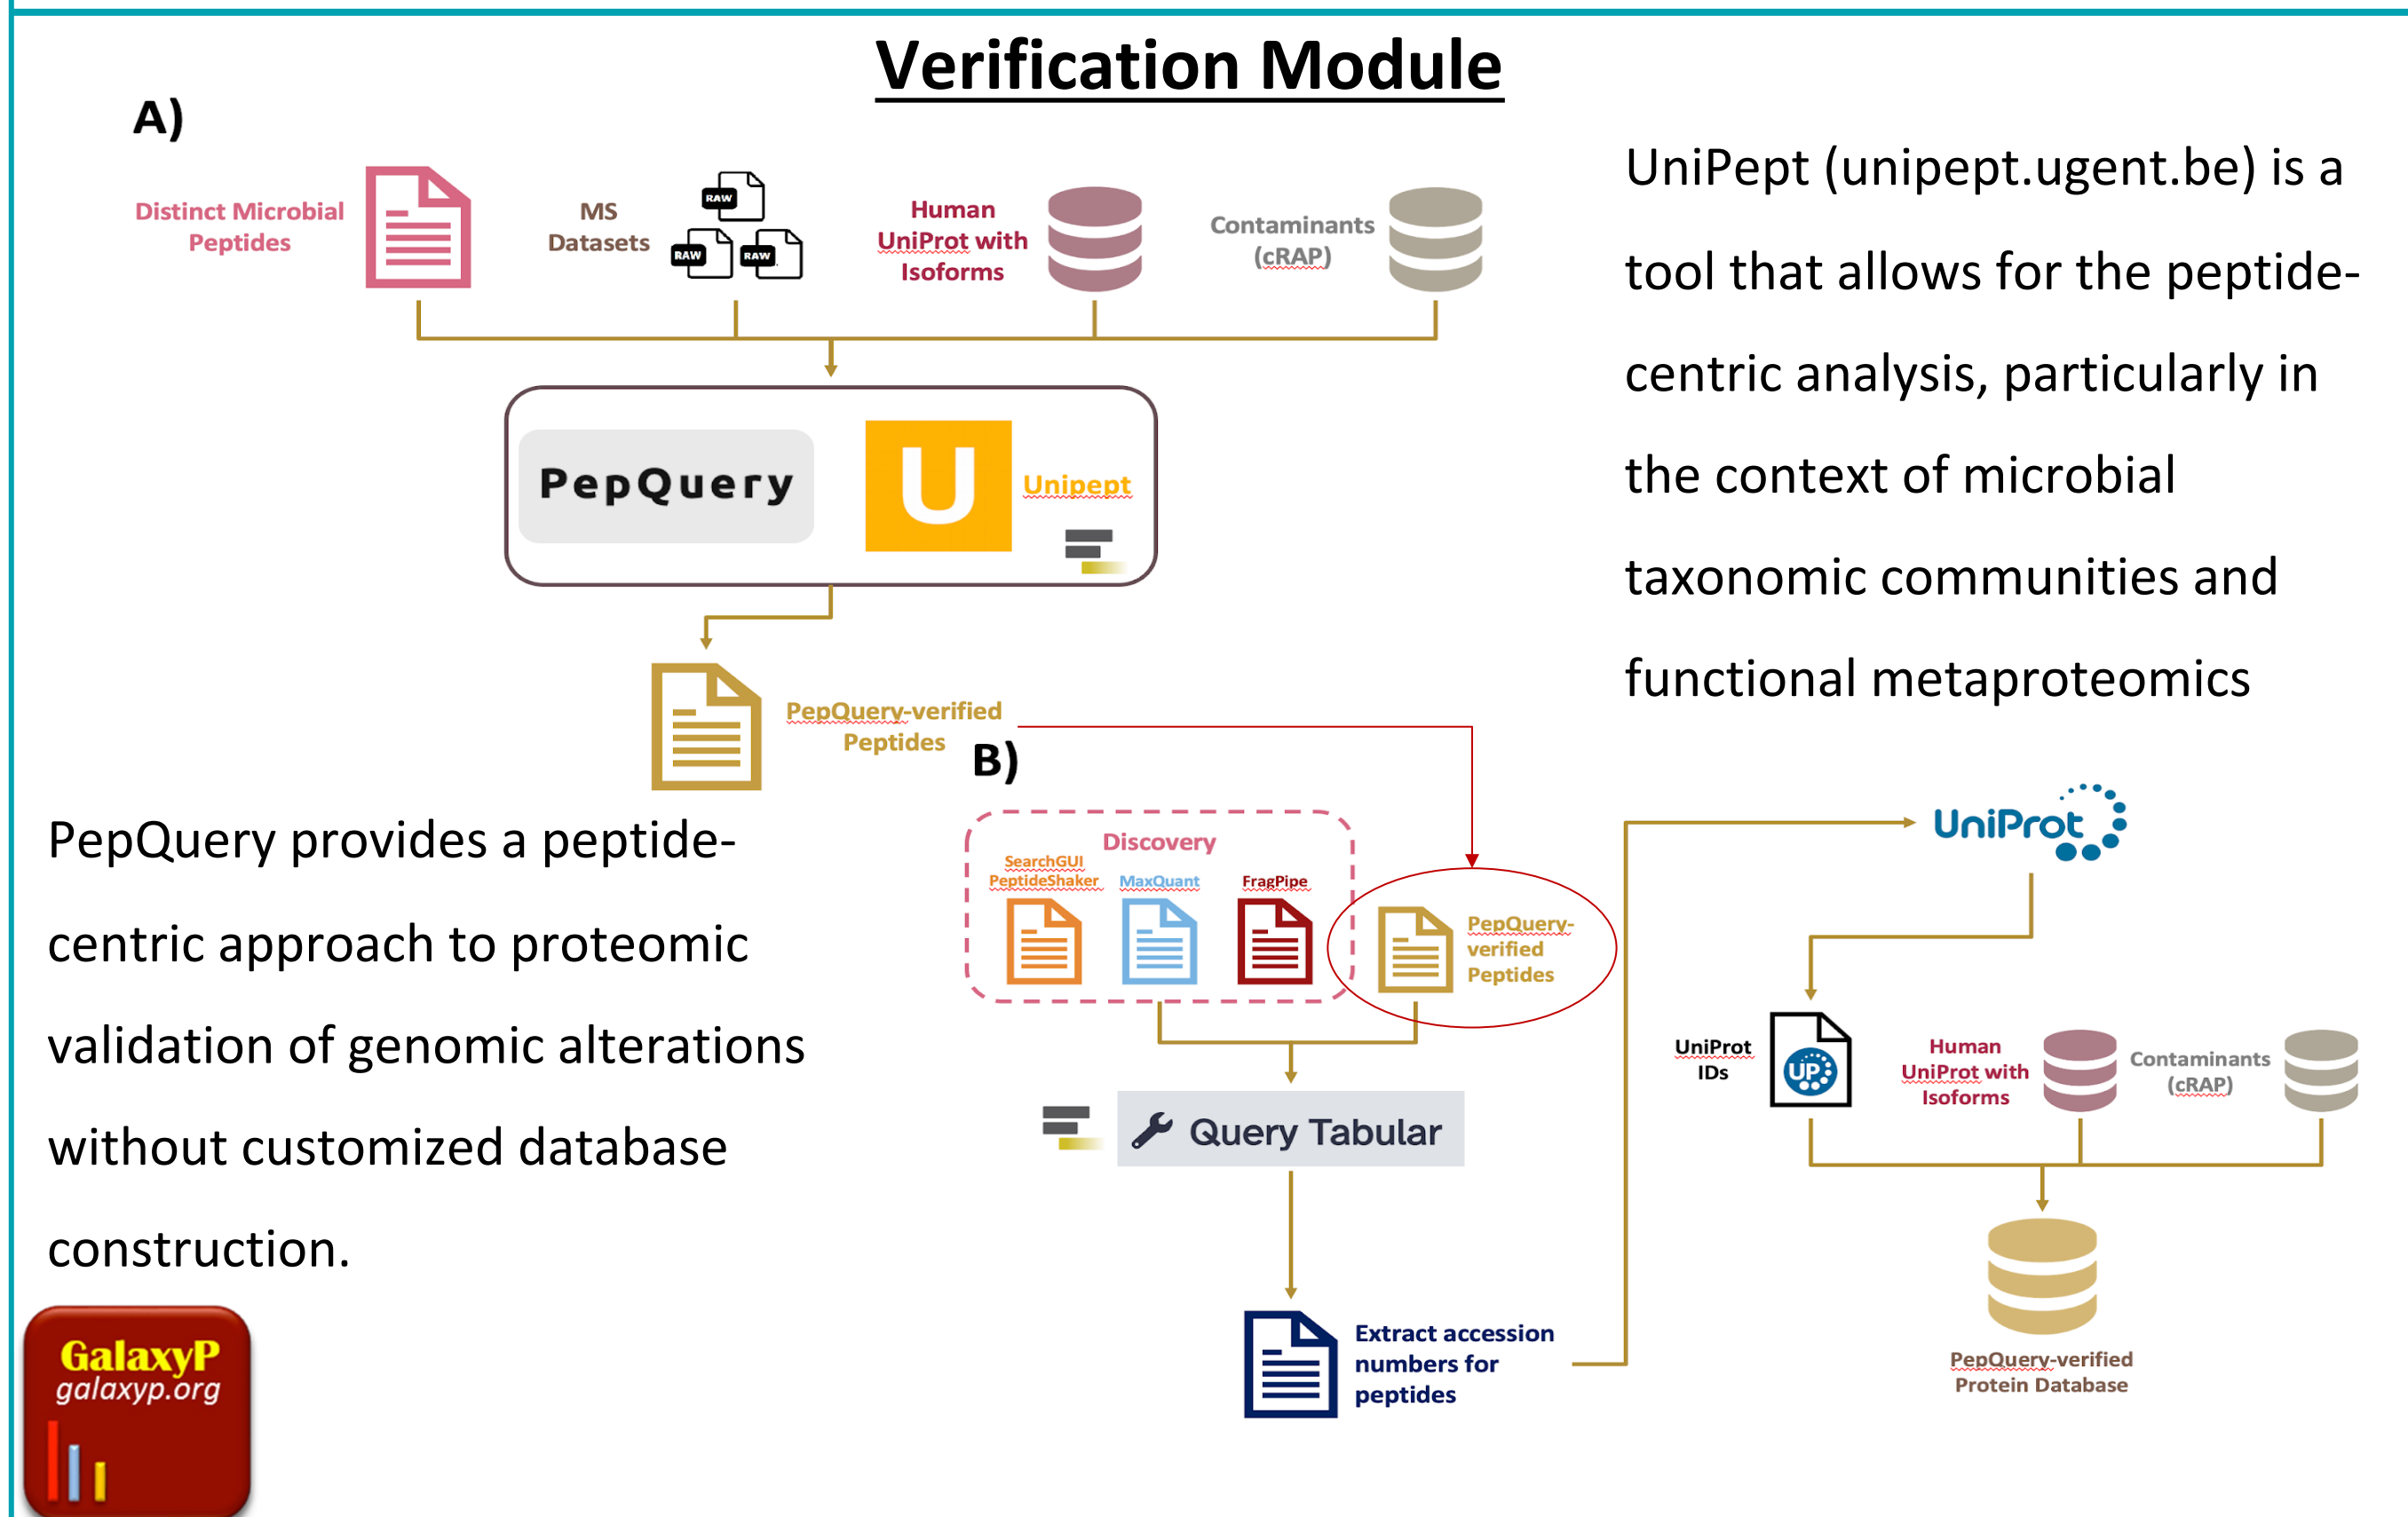 Verification Module
A)
Distinct Microbial
Peptides
MS
Datasets
RAW
RAW
RAW
Human
UniProt with
Isoforms
Contaminants
(cRAP)
PepQuery
U
Unipept
PepQuery-verified
Peptides
UniPept (unipept.ugent.be) is a
tool that allows for the peptide-
centric analysis, particularly in
the context of microbial
taxonomic communities and
functional metaproteomics
PepQuery provides a peptide-
centric approach to proteomic
validation of genomic alterations
without customized database
construction.
B)
Discovery
SearchGUI
PeptideShaker
MaxQuant
FragPipe
PepQuery-
verified
Peptides
Query Tabular
Extract accession
numbers for
peptides
UniProt
UniProt
IDs
UP
Human
UniProt with
Isoforms
Contaminants
(cRAP)
PepQuery-verified
Protein Database
GalaxyP
galaxyp.org